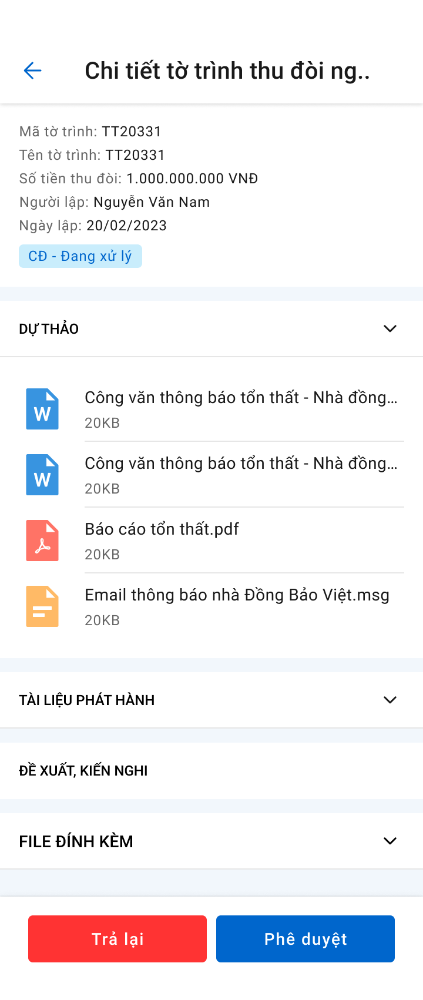 Chi tiết tờ trình thu đòi ng..
Mã tờ trình: TT20331
Tên tờ trình: TT20331
Số tiền thu đòi: 1.000.000.000 VNĐ
Người lập: Nguyễn Văn Nam
Ngày lập: 20/02/2023
CĐ - Đang xử lý
DỰ THẢO
W
Công văn thông báo tổn thất - Nhà đồng...
20KB
W
Công văn thông báo tổn thất - Nhà đồng...
20KB
Báo cáo tổn thất.pdf
20KB
Email thông báo nhà Đồng Bảo Việt.msg
20KB
TÀI LIỆU PHÁT HÀNH
ĐỀ XUẤT, KIẾN NGHI
FILE ĐÍNH KÈM
Trả lại
Phê duyệt